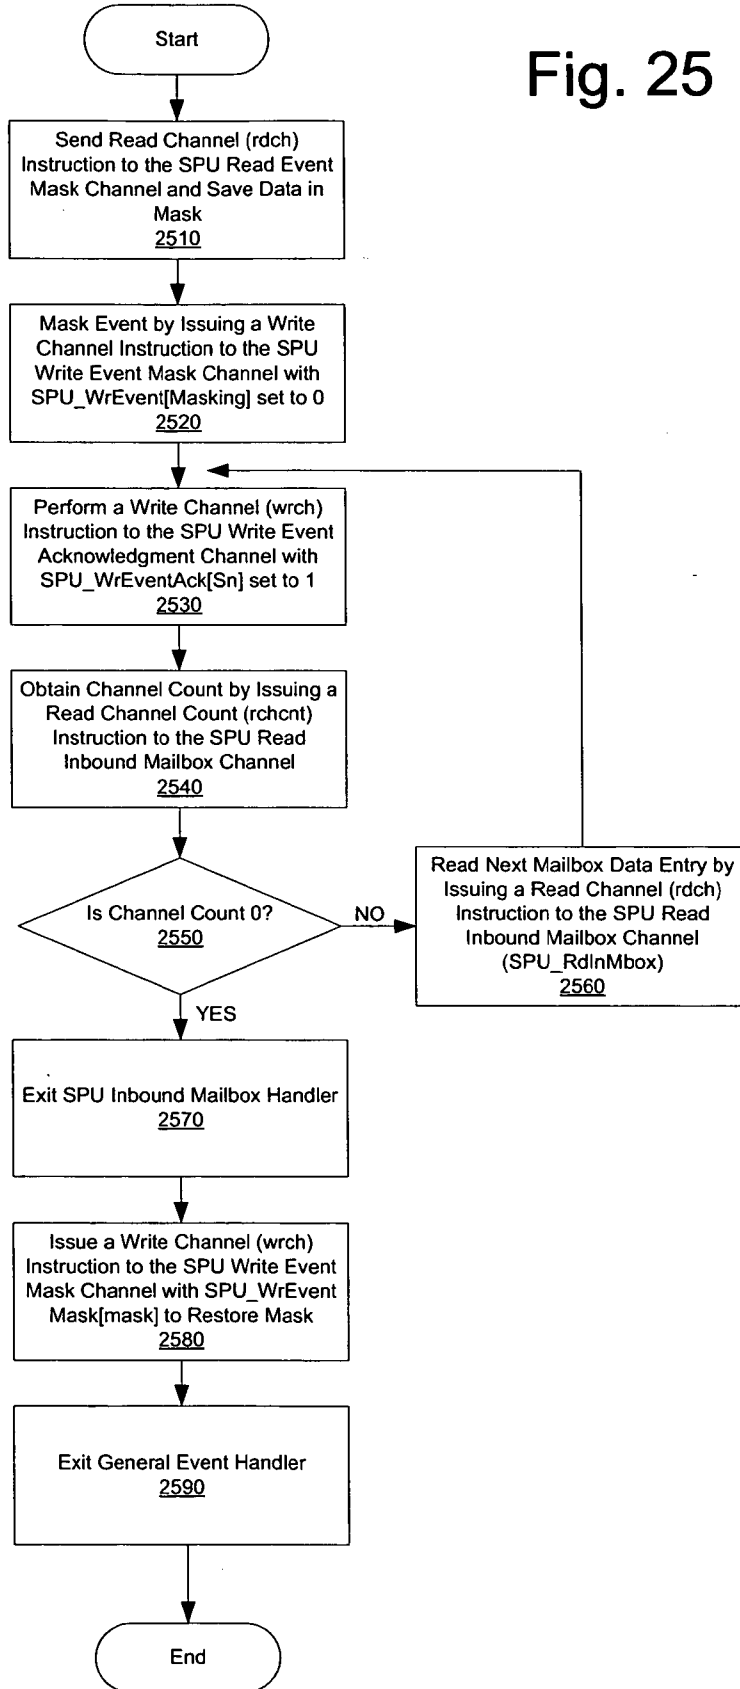 Start
Fig. 25
Send Read Channel (rdch)
Instruction to the SPU Read Event
Mask Channel and Save Data in
Mask
2510
Mask Event by Issuing a Write
Channel Instruction to the SPU
Write Event Mask Channel with
SPU_WrEvent[Masking] set to 0
2520
Perform a Write Channel (wrch)
Instruction to the SPU Write Event
Acknowledgment Channel with
SPU_WrEventAck[Sn] set to 1
2530
Obtain Channel Count by Issuing a
Read Channel Count (rchcnt)
Instruction to the SPU Read
Inbound Mailbox Channel
2540
Is Channel Count 0?
2550
NO
Read Next Mailbox Data Entry by
Issuing a Read Channel (rdch)
Instruction to the SPU Read
Inbound Mailbox Channel
(SPU_RdInMbox)
2560
YES
Exit SPU Inbound Mailbox Handler
2570
Issue a Write Channel (wrch)
Instruction to the SPU Write Event
Mask Channel with SPU_WrEvent
Mask[mask] to Restore Mask
2580
Exit General Event Handler
2590
End